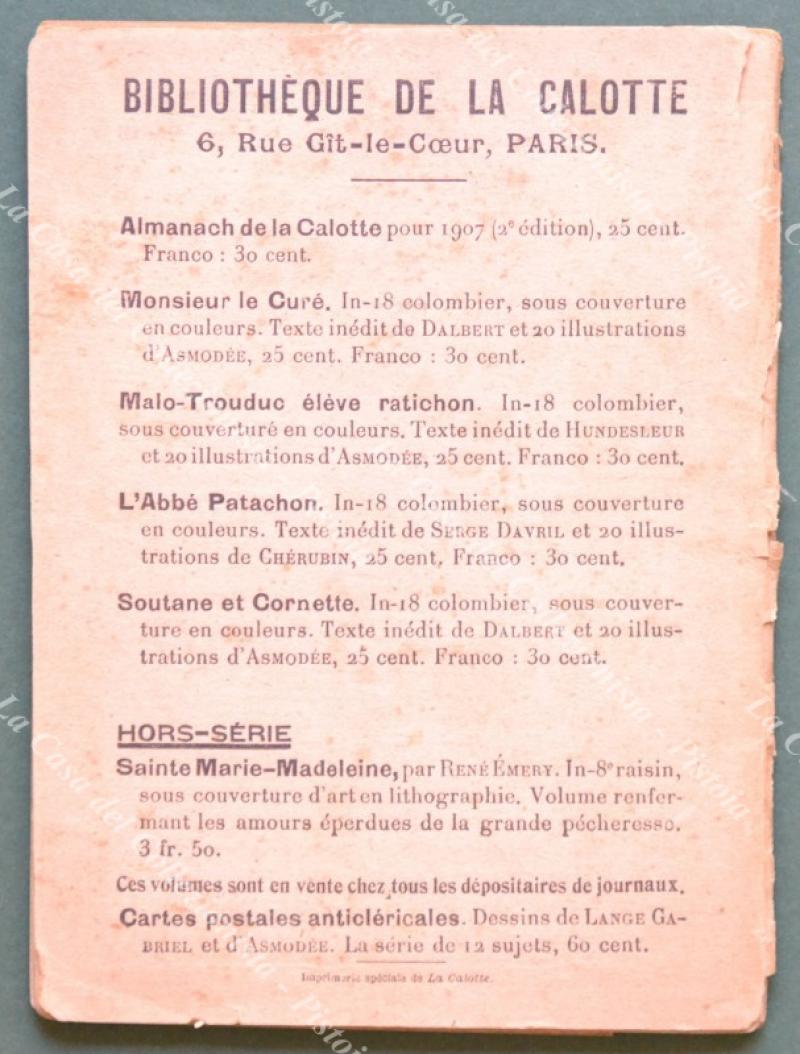 BIBLIOTHÈQUE DE LA CALOTTE
6, Rue Gît-le-Cœur, PARIS.
Almanach de la Calotte pour 1907 (2e édition), 25 cent.
Franco : 30 cent.
Monsieur le Curé. In-18 colombier, sous couverture
en couleurs. Texte inédit de DALBERT et 20 illustrations
d'ASMODÉE, 25 cent. Franco : 30 cent.
Malo-Trouduc élève ratichon. In-18 colombier,
sous couverture en couleurs. Texte inédit de HUNDESLEUR
et 20 illustrations d'ASMODÉE, 25 cent. Franco : 30 cent.
L'Abbé Patachon. In-18 colombier, sous couverture
en couleurs. Texte inédit de SERGE DAVRIL et 20 illus-
trations de CHÉRUBIN, 25 cent. Franco : 30 cent.
Soutane et Cornette. In-18 colombier, sous couver-
ture en couleurs. Texte inédit de DALBERT et 20 illus-
trations d'ASMODÉE, 25 cent. Franco : 30 cent.
HORS-SÉRIE
Sainte Marie-Madeleine, par RENÉ ÉMERY. In-8e raisin,
sous couverture d'art en lithographie. Volume renfer-
mant les amours éperdues de la grande pécheresse.
3 fr. 50.
Ces volumes sont en vente chez tous les dépositaires de journaux.
Cartes postales anticléricales. Dessins de LANGE GA-
BRIEL et d'ASMODÉE. La série de 12 sujets, 60 cent.
Imprimerie spéciale de La Calotte.